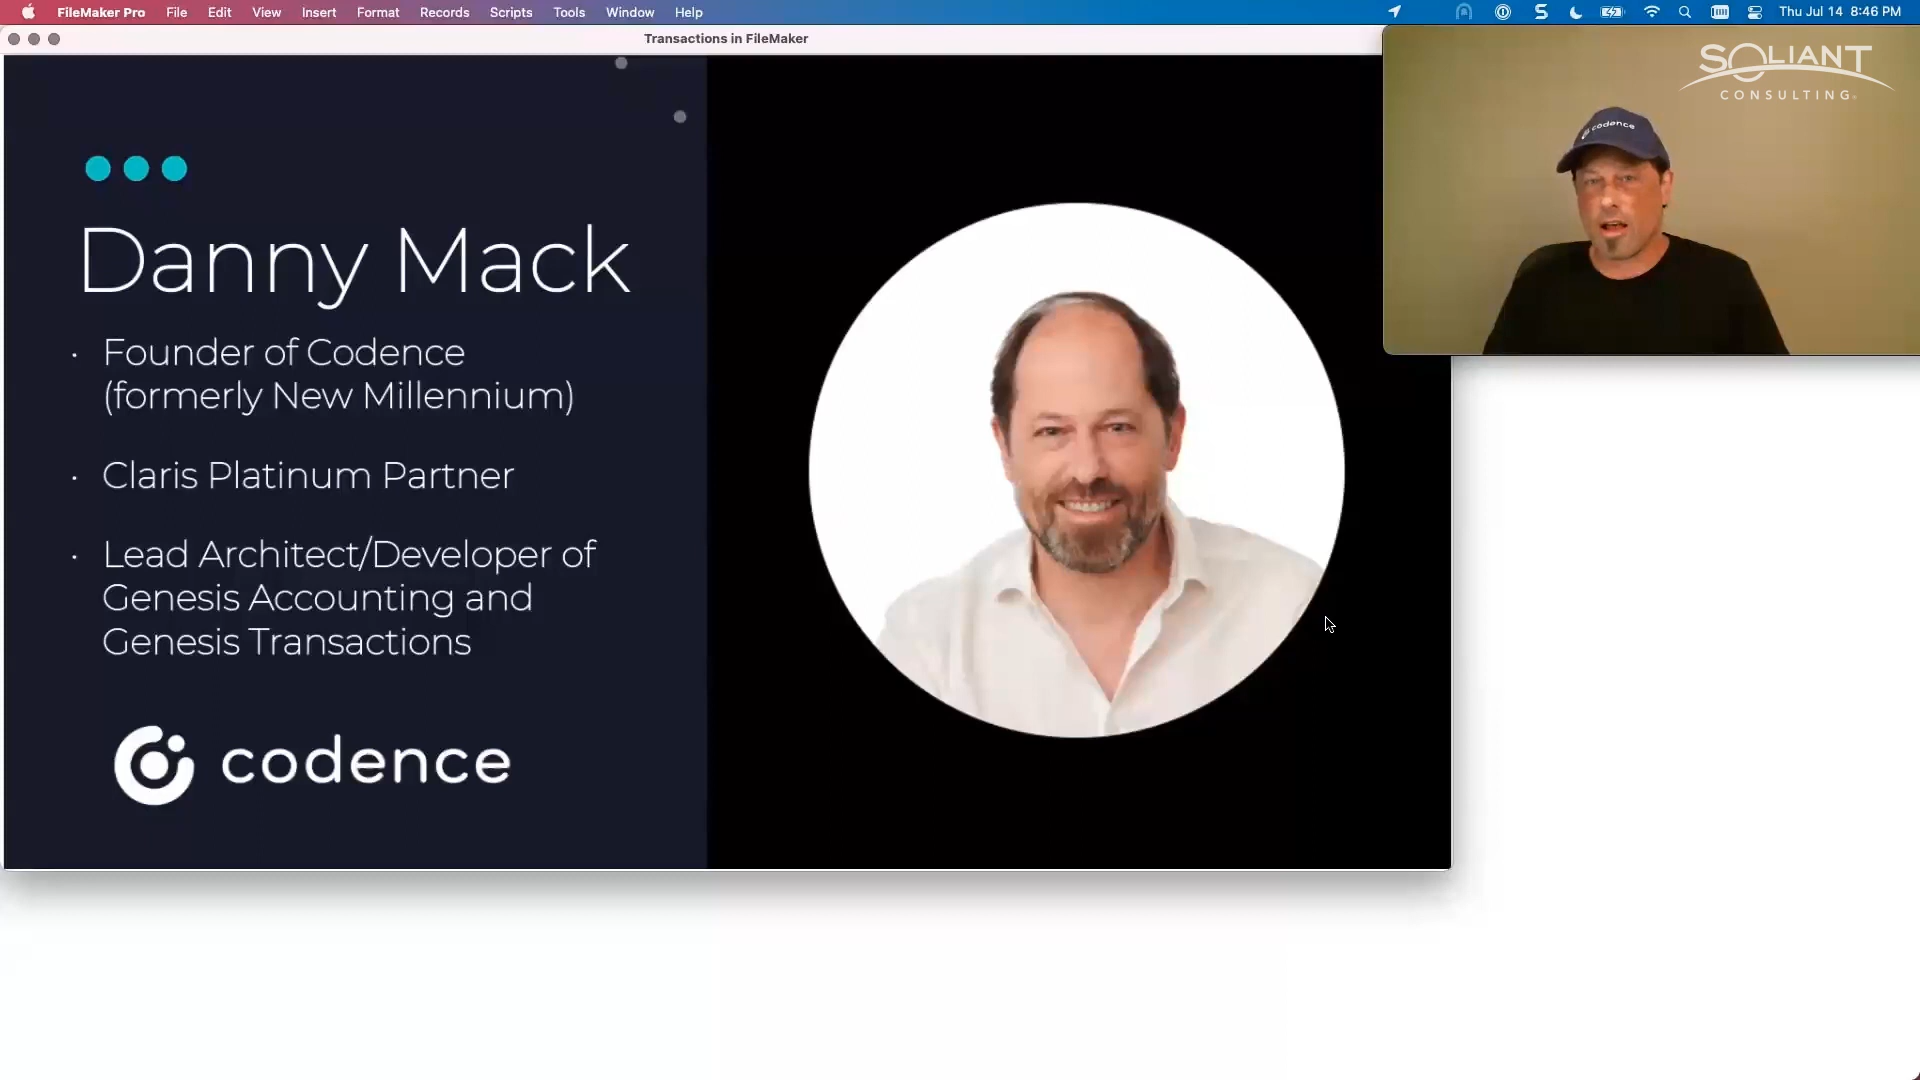 FileMaker Pro File Edit View Insert Format Records Scripts Tools Window Help Thu Jul 14 8:46 PM
Transactions in FileMaker
SOLIANT
CONSULTING
codence
Danny Mack
· Founder of Codence
(formerly New Millennium)
· Claris Platinum Partner
· Lead Architect/Developer of
Genesis Accounting and
Genesis Transactions
codence